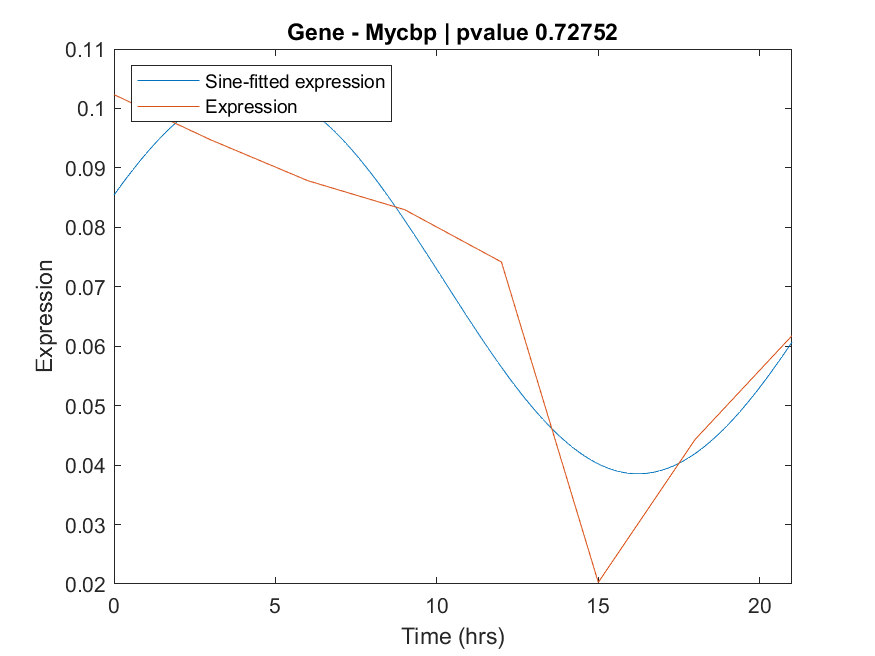 Gene - Mycbp | pvalue 0.72752
0.11
0.1
0.09
0.08
0.07
0.06
0.05
0.04
0.03
0.02
Expression
Sine-fitted expression
Expression
0 5 10 15 20
Time (hrs)